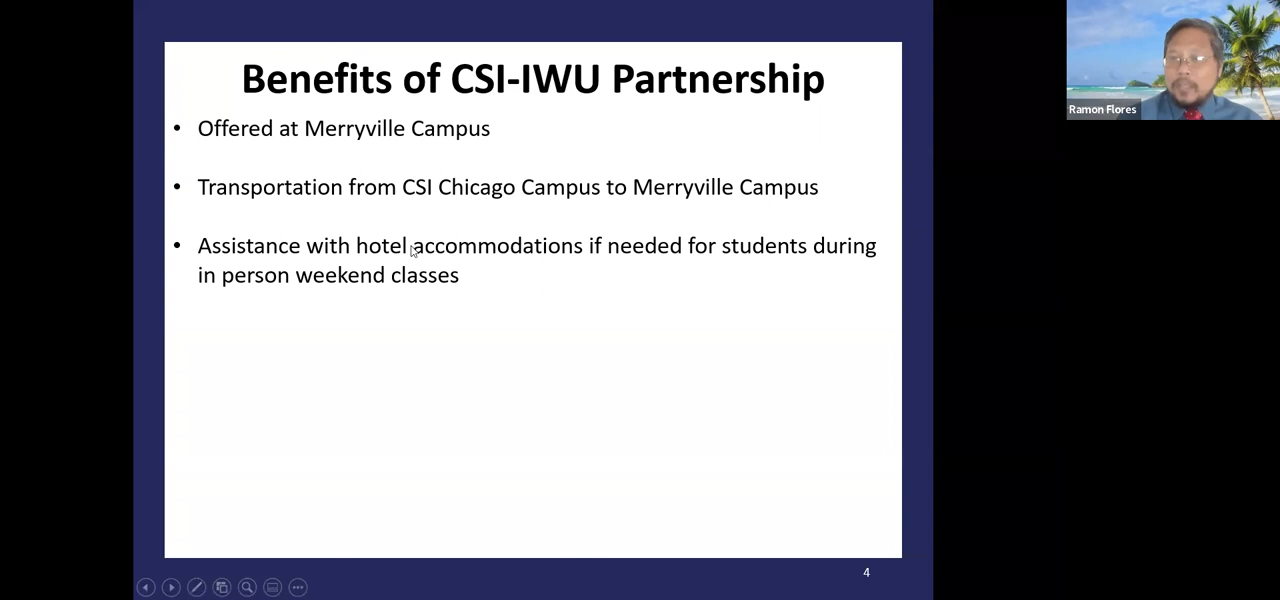 Benefits of CSI-IWU Partnership
• Offered at Merryville Campus
• Transportation from CSI Chicago Campus to Merryville Campus
• Assistance with hotel accommodations if needed for students during
in person weekend classes
4
Ramon Flores